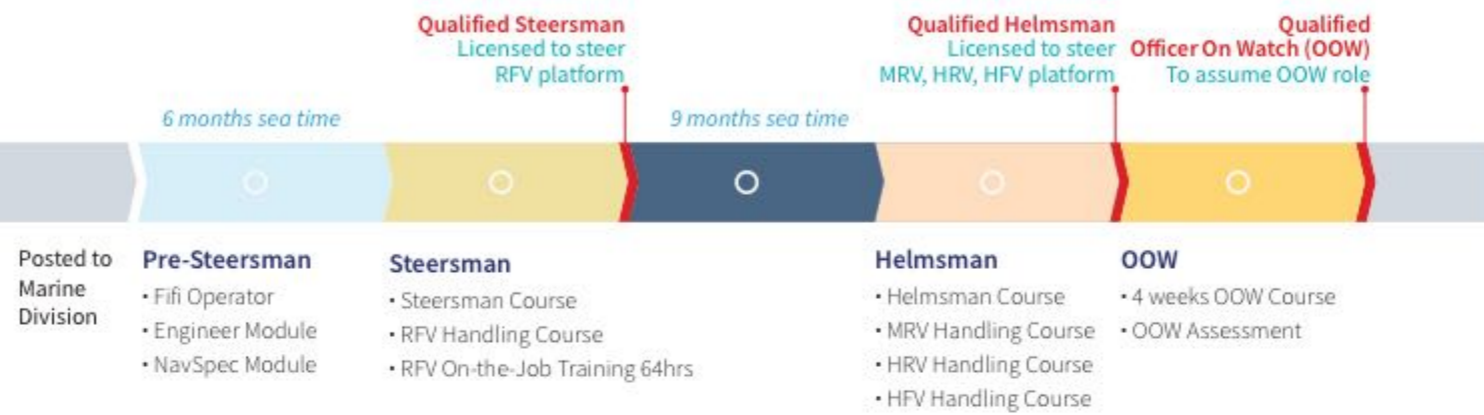 Qualified Steersman
Licensed to steer
RFV platform
Qualified Helmsman
Licensed to steer
MRV, HRV, HFV platform
Qualified
Officer On Watch (OOW)
To assume OOW role
6 months sea time
9 months sea time
Posted to
Marine
Division
Pre-Steersman
• Fifi Operator
• Engineer Module
• NavSpec Module
Steersman
• Steersman Course
• RFV Handling Course
• RFV On-the-Job Training 64hrs
Helmsman
• Helmsman Course
• MRV Handling Course
• HRV Handling Course
• HFV Handling Course
OOW
• 4 weeks OOW Course
• OOW Assessment